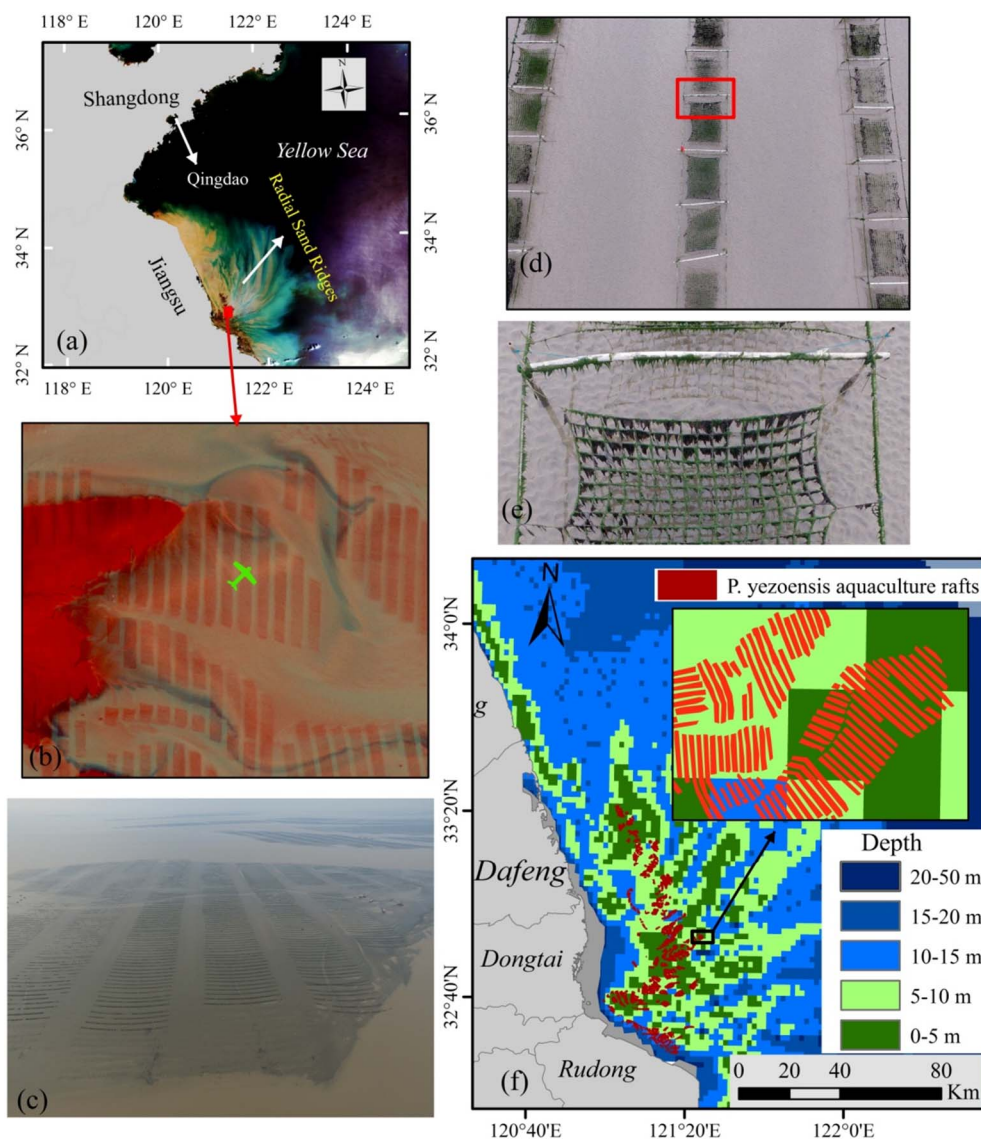 118° E 120° E 122° E 124° E
N
Shangdong
Qingdao
Yellow Sea
Radial Sand Ridges
Jiangsu
(a)
36° N
34° N
32° N
36° N
34° N
32° N
118° E 120° E 122° E 124° E
(b)
(c)
(d)
(e)
N
P. yezoensis aquaculture rafts
34°0'N
33°20'N
32°40'N
g
Dafeng
Dongtai
Rudong
Depth
20-50 m
15-20 m
10-15 m
5-10 m
0-5 m
(f)
0 20 40 80
Km
120°40'E 121°20'E 122°0'E